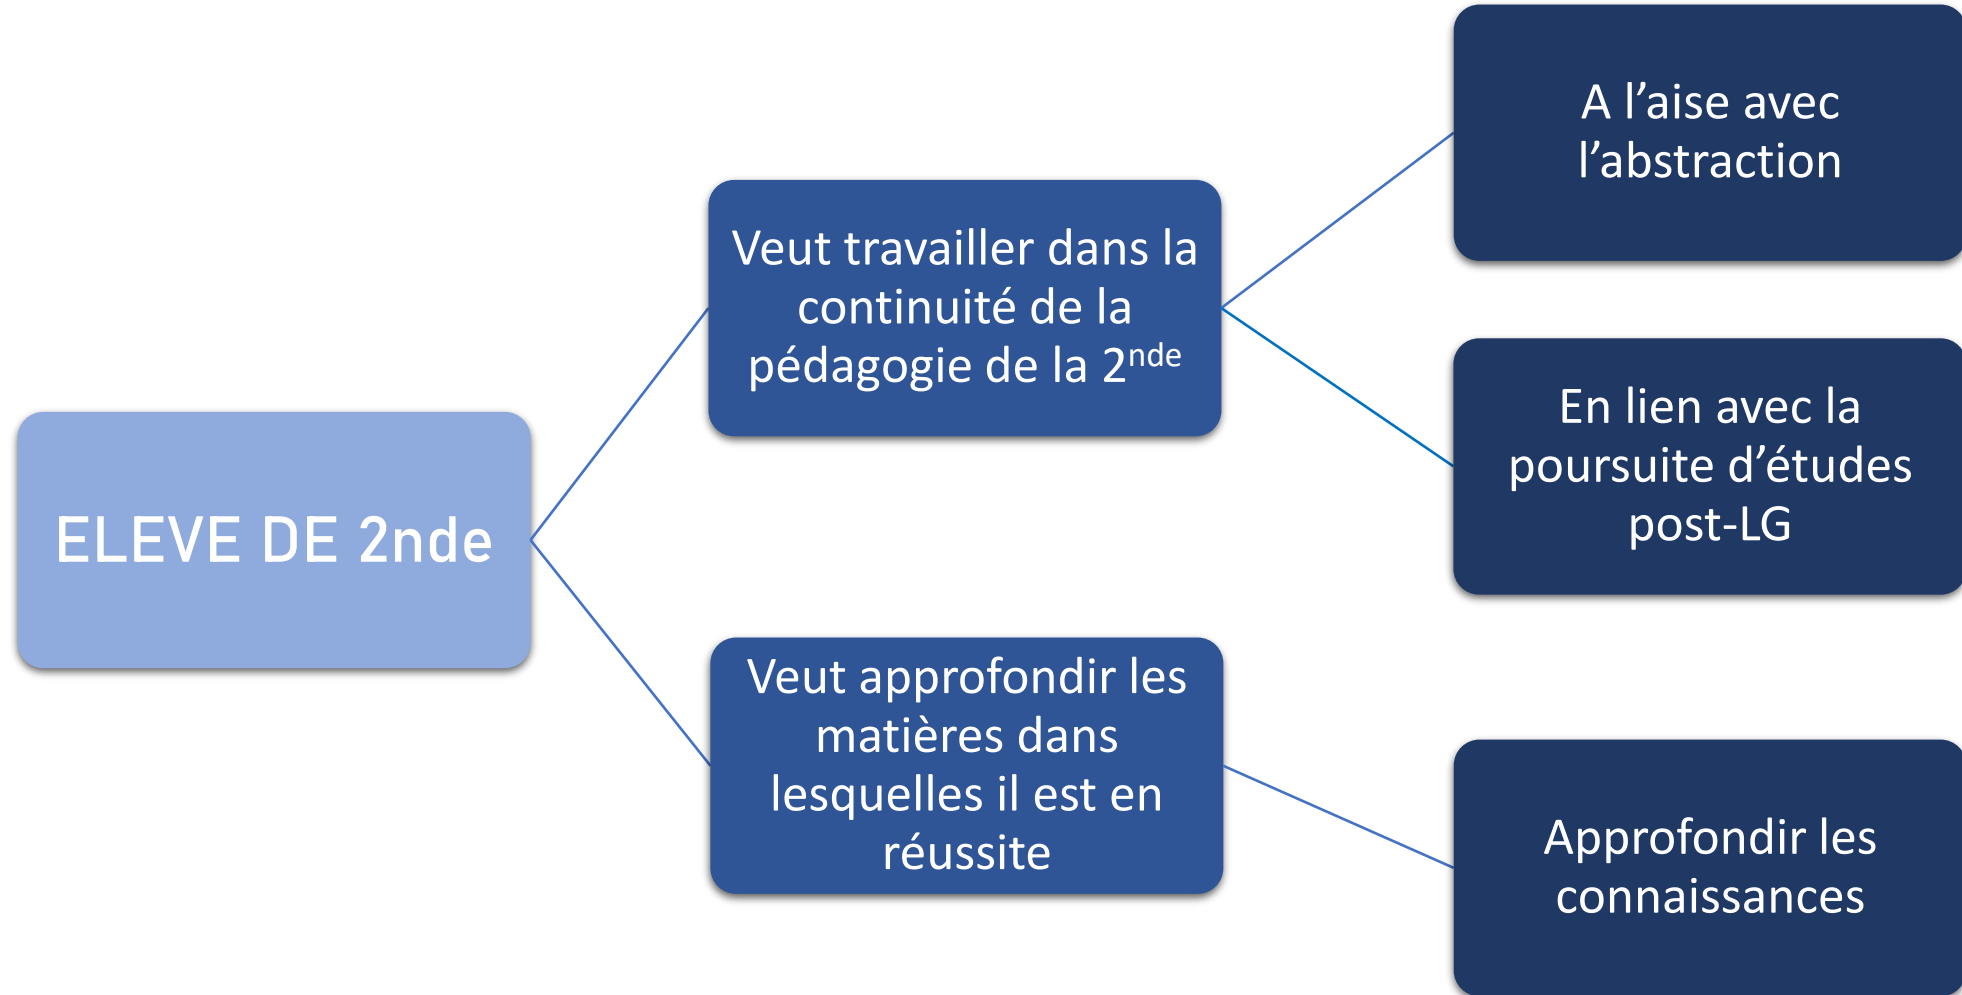 ELEVE DE 2nde
Veut travailler dans la
continuité de la
pédagogie de la 2nde
Veut approfondir les
matières dans
lesquelles il est en
réussite
A l’aise avec
l’abstraction
En lien avec la
poursuite d’études
post-LG
Approfondir les
connaissances